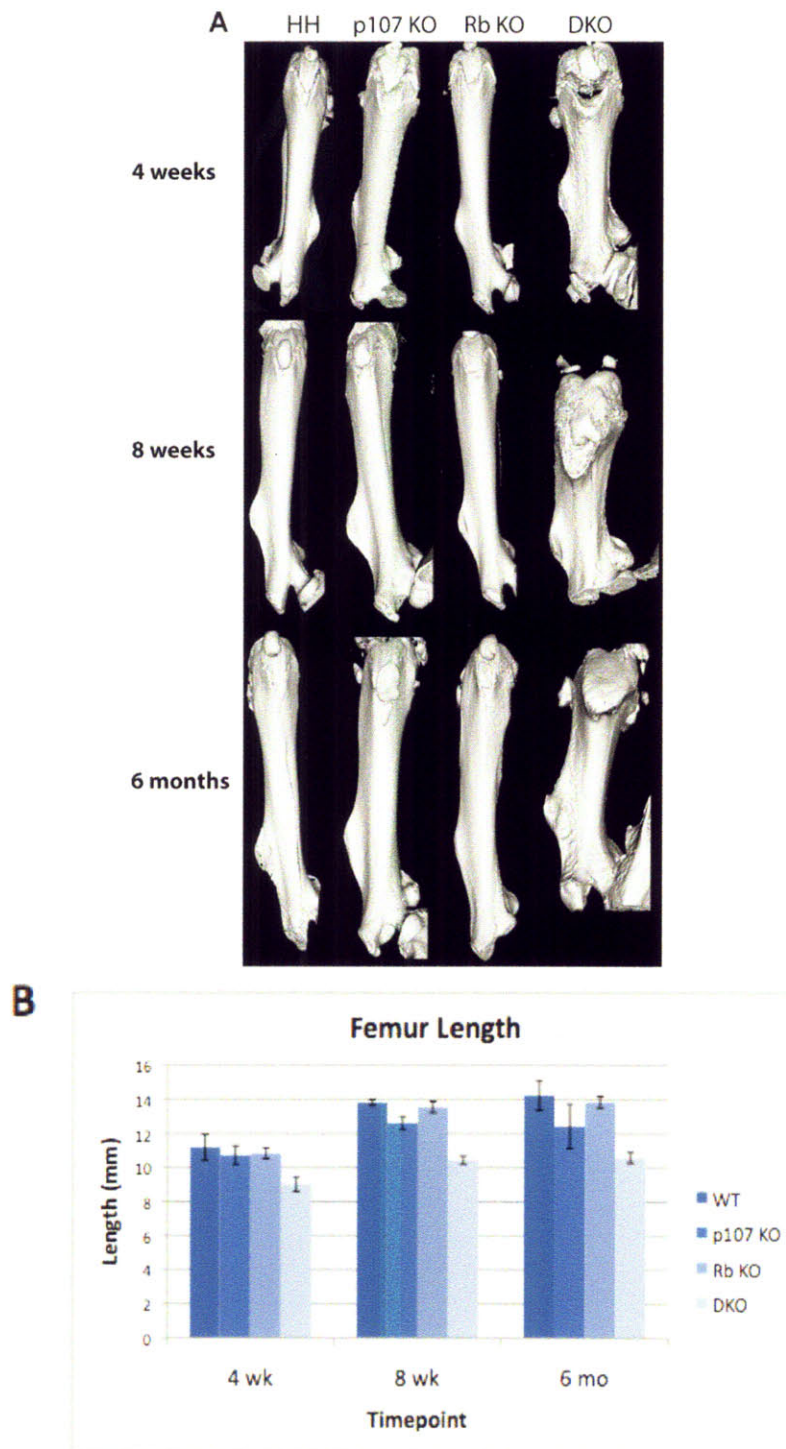 A HH p107 KO Rb KO DKO
4 weeks
8 weeks
6 months
B
Femur Length
16
14
12
10
8
6
4
2
0
Length (mm)
4 wk 8 wk 6 mo
Timepoint
WT
p107 KO
Rb KO
DKO